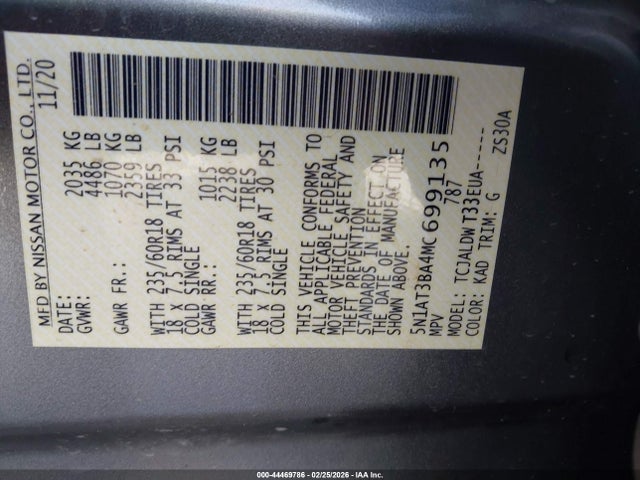 MFD BY NISSAN MOTOR CO., LTD.
DATE: 11/20
GVWR: 2035 KG
4486 LB
GAWR FR.: 1070 KG
2359 LB
WITH 235/60R18 TIRES
18 X 7.5 RIMS AT 33 PSI
COLD SINGLE
GAWR RR.: 1015 KG
2238 LB
WITH 235/60R18 TIRES
18 X 7.5 RIMS AT 30 PSI
COLD SINGLE
THIS VEHICLE CONFORMS TO
ALL APPLICABLE FEDERAL
MOTOR VEHICLE SAFETY AND
THEFT PREVENTION
STANDARDS IN EFFECT ON
THE DATE OF MANUFACTURE
SHOWN ABOVE.
5N1AT3BA4MC699135
MPV 787
MODEL: TC1ALDW T33EUA------
COLOR: KAD TRIM: G ZS30A
000-44469786 - 02/25/2026 - IAA Inc.